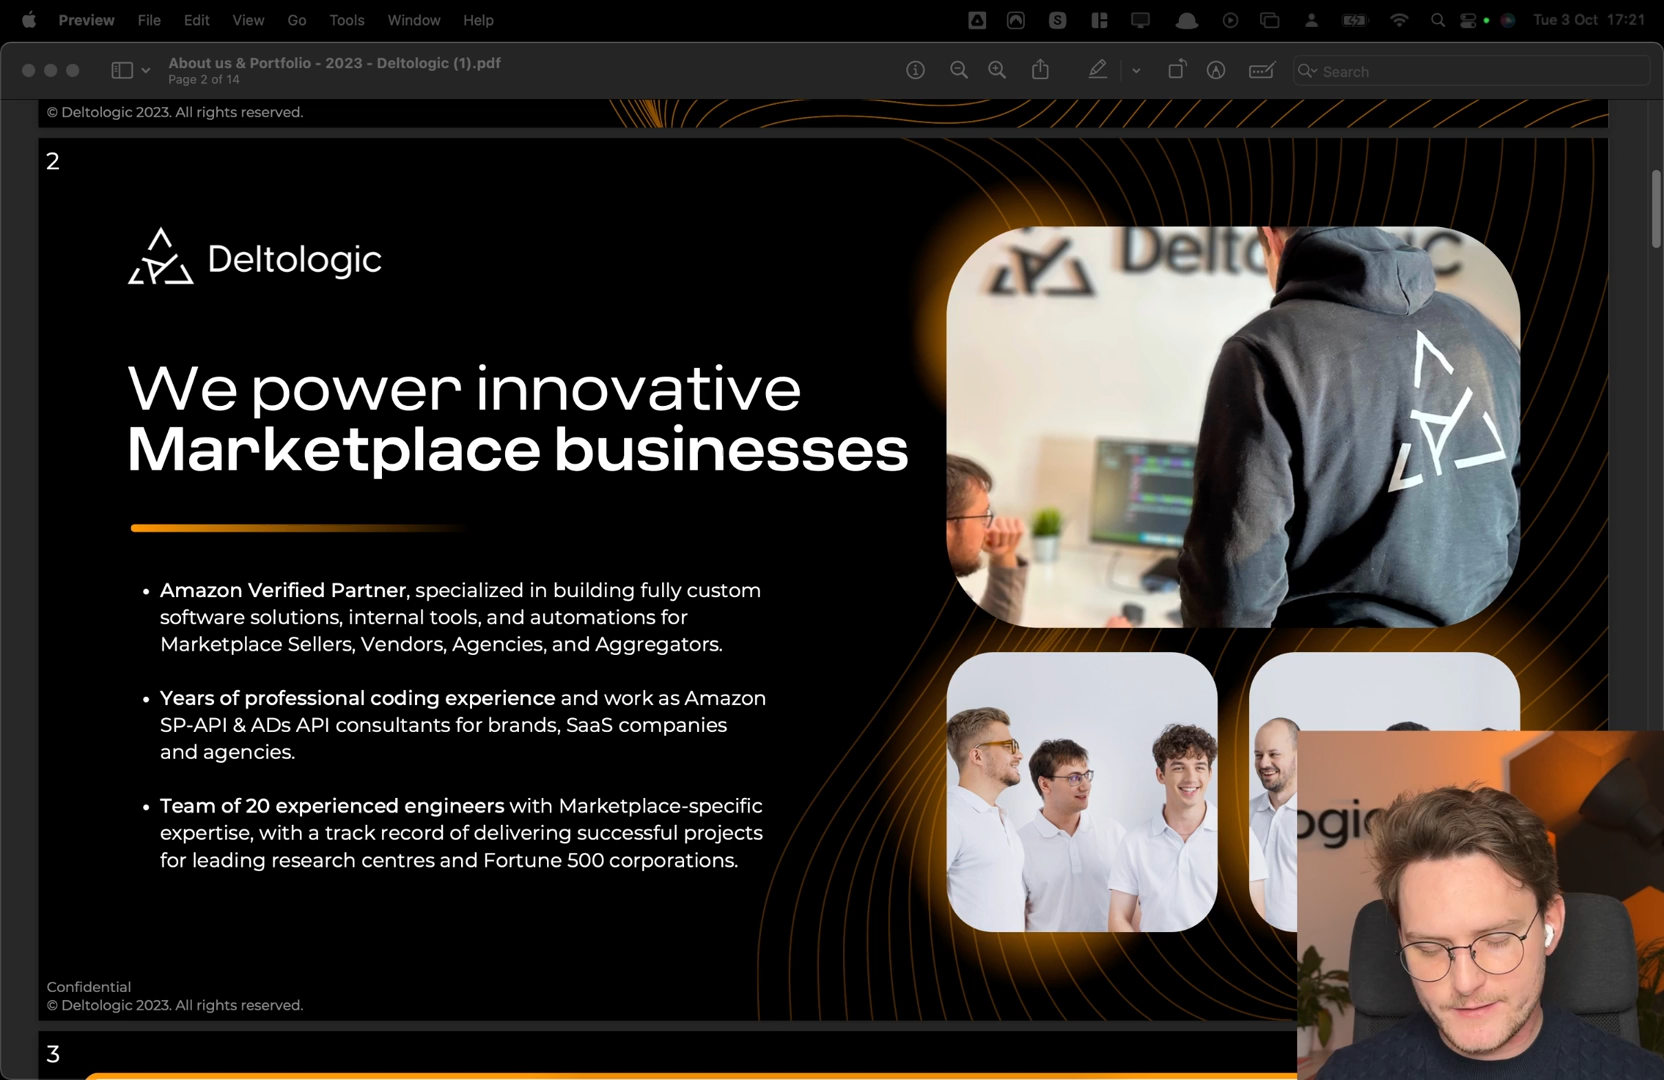 Preview File Edit View Go Tools Window Help
Tue 3 Oct 17:21
About us & Portfolio - 2023 - Deltologic (1).pdf
Page 2 of 14
Search
© Deltologic 2023. All rights reserved.
2
Deltologic
We power innovative
Marketplace businesses
• Amazon Verified Partner, specialized in building fully custom
software solutions, internal tools, and automations for
Marketplace Sellers, Vendors, Agencies, and Aggregators.
• Years of professional coding experience and work as Amazon
SP-API & ADs API consultants for brands, SaaS companies
and agencies.
• Team of 20 experienced engineers with Marketplace-specific
expertise, with a track record of delivering successful projects
for leading research centres and Fortune 500 corporations.
Confidential
© Deltologic 2023. All rights reserved.
3